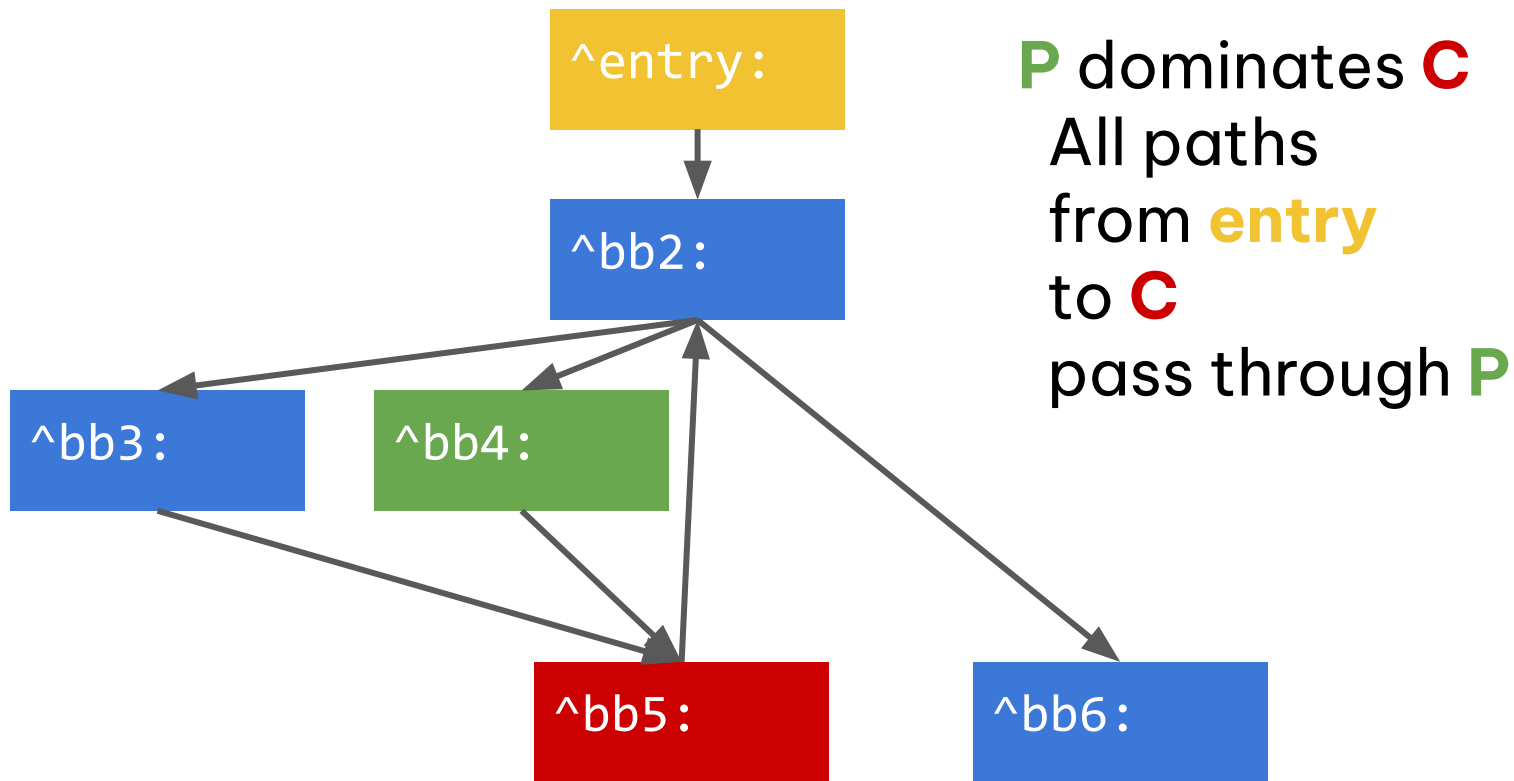 ^entry:
P dominates C
All paths
from entry
to C
pass through P
^bb2:
^bb3:
^bb4:
^bb5:
^bb6: